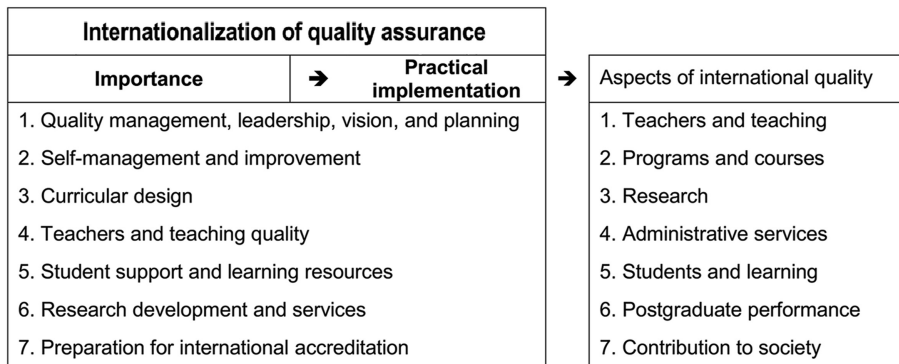 Internationalization of quality assurance
Importance ➔ Practical implementation ➔
1. Quality management, leadership, vision, and planning
2. Self-management and improvement
3. Curricular design
4. Teachers and teaching quality
5. Student support and learning resources
6. Research development and services
7. Preparation for international accreditation
Aspects of international quality
1. Teachers and teaching
2. Programs and courses
3. Research
4. Administrative services
5. Students and learning
6. Postgraduate performance
7. Contribution to society